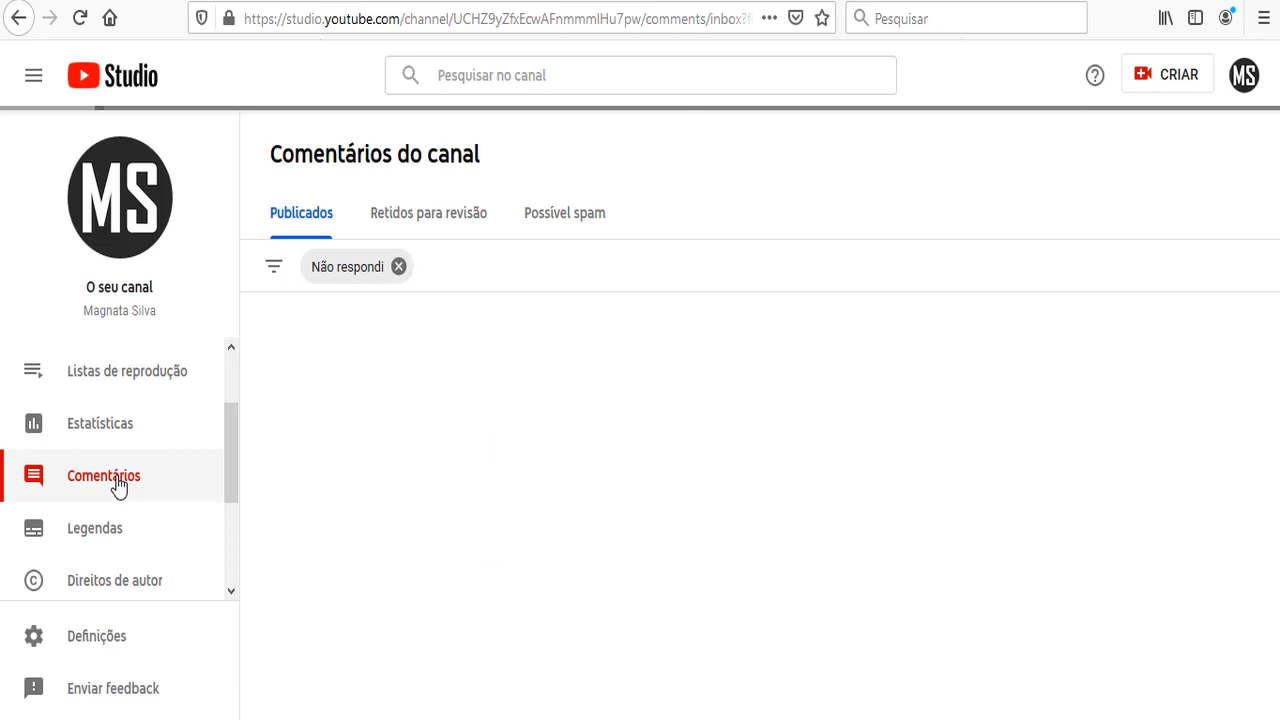 https://studio.youtube.com/channel/UCHZ9yZfxEcwAFnmmmIHu7pw/comments/inbox?
Pesquisar
Studio
Pesquisar no canal
CRIAR
MS
MS
O seu canal
Magnata Silva
Listas de reprodução
Estatísticas
Comentários
Legendas
Direitos de autor
Definições
Enviar feedback
Comentários do canal
Publicados
Retidos para revisão
Possível spam
Não respondi